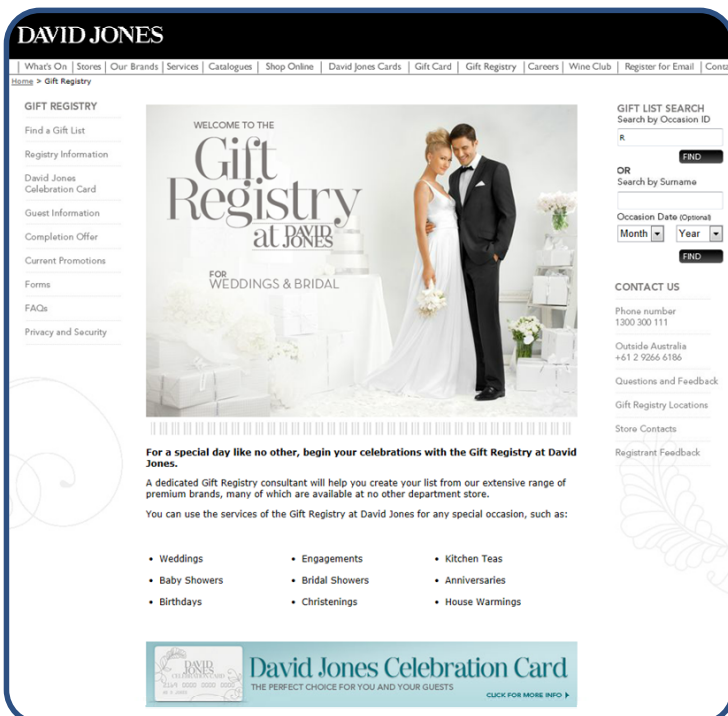 DAVID JONES
What's On | Stores | Our Brands | Services | Catalogues | Shop Online | David Jones Cards | Gift Card | Gift Registry | Careers | Wine Club | Register for Email | Conta
Home > Gift Registry
GIFT REGISTRY
Find a Gift List
Registry Information
David Jones
Celebration Card
Guest Information
Completion Offer
Current Promotions
Forms
FAQs
Privacy and Security
WELCOME TO THE
Gift
Registry
at DAVID JONES
FOR
WEDDINGS & BRIDAL
For a special day like no other, begin your celebrations with the Gift Registry at David
Jones.
A dedicated Gift Registry consultant will help you create your list from our extensive range of
premium brands, many of which are available at no other department store.
You can use the services of the Gift Registry at David Jones for any special occasion, such as:
• Weddings
• Engagements
• Kitchen Teas
• Baby Showers
• Bridal Showers
• Anniversaries
• Birthdays
• Christenings
• House Warmings
DAVID
JONES
CELEBRATION CARD
David Jones Celebration Card
THE PERFECT CHOICE FOR YOU AND YOUR GUESTS
CLICK FOR MORE INFO
GIFT LIST SEARCH
Search by Occasion ID
R
FIND
OR
Search by Surname
Occasion Date (Optional)
Month
Year
FIND
CONTACT US
Phone number
1300 300 111
Outside Australia
+61 2 9266 6186
Questions and Feedback
Gift Registry Locations
Store Contacts
Registrant Feedback